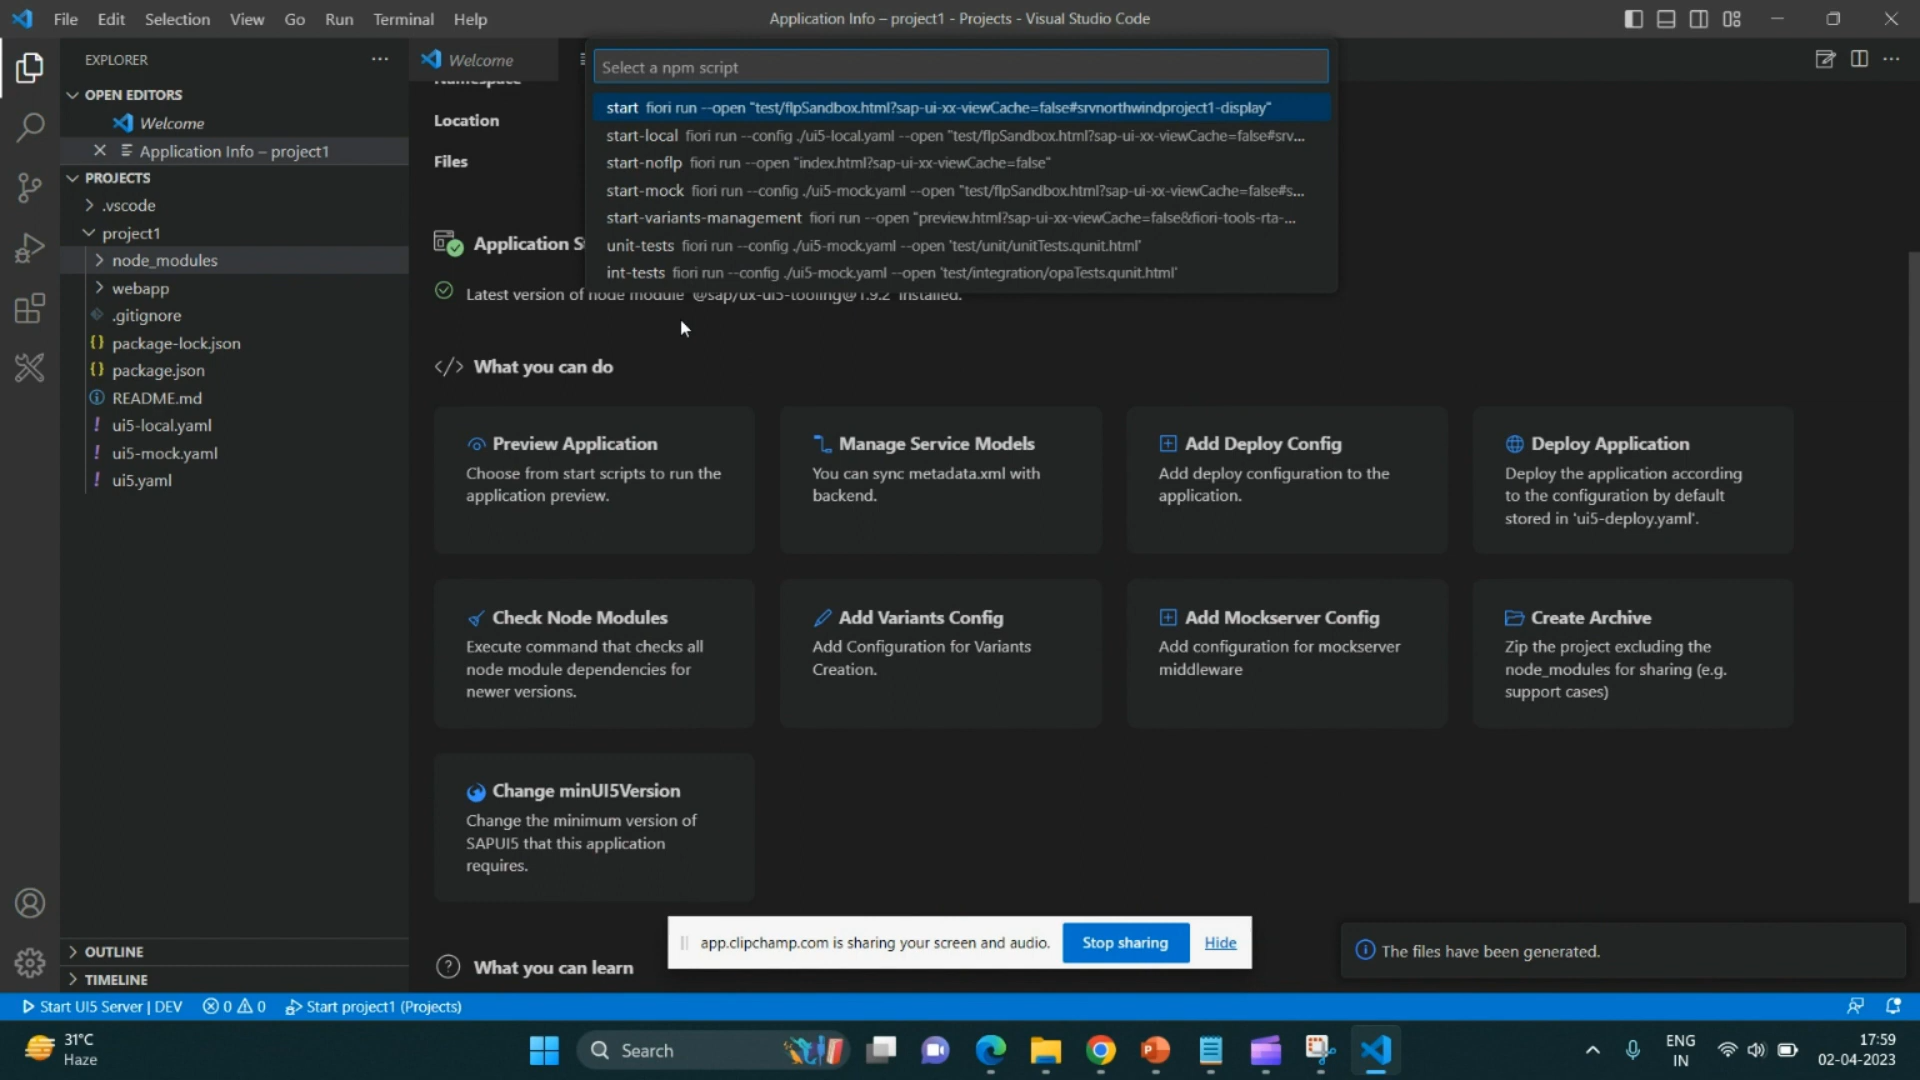 File Edit Selection View Go Run Terminal Help
Application Info – project1 - Projects - Visual Studio Code
EXPLORER
OPEN EDITORS
Welcome
Application Info – project1
PROJECTS
.vscode
project1
node_modules
webapp
.gitignore
package-lock.json
package.json
README.md
ui5-local.yaml
ui5-mock.yaml
ui5.yaml
OUTLINE
TIMELINE
Welcome
Select a npm script
start fiori run --open "test/flpSandbox.html?sap-ui-xx-viewCache=false#srvnorthwindproject1-display"
start-local fiori run --config ./ui5-local.yaml --open "test/flpSandbox.html?sap-ui-xx-viewCache=false#srv...
start-noflp fiori run --open "index.html?sap-ui-xx-viewCache=false"
start-mock fiori run --config ./ui5-mock.yaml --open "test/flpSandbox.html?sap-ui-xx-viewCache=false#s...
start-variants-management fiori run --open "preview.html?sap-ui-xx-viewCache=false&fiori-tools-rta-...
unit-tests fiori run --config ./ui5-mock.yaml --open 'test/unit/unitTests.qunit.html'
int-tests fiori run --config ./ui5-mock.yaml --open 'test/integration/opaTests.qunit.html'
Namespace
Location
Files
Application S
Latest version of node module '@sap/ux-ui5-tooling@1.9.2' installed.
</> What you can do
Preview Application
Choose from start scripts to run the
application preview.
Manage Service Models
You can sync metadata.xml with
backend.
Add Deploy Config
Add deploy configuration to the
application.
Deploy Application
Deploy the application according
to the configuration by default
stored in 'ui5-deploy.yaml'.
Check Node Modules
Execute command that checks all
node module dependencies for
newer versions.
Add Variants Config
Add Configuration for Variants
Creation.
Add Mockserver Config
Add configuration for mockserver
middleware
Create Archive
Zip the project excluding the
node_modules for sharing (e.g.
support cases)
Change minUI5Version
Change the minimum version of
SAPUI5 that this application
requires.
What you can learn
app.clipchamp.com is sharing your screen and audio. Stop sharing Hide
The files have been generated.
Start UI5 Server | DEV 0 0 Start project1 (Projects)
31°C
Haze
Search
ENG
IN
17:59
02-04-2023